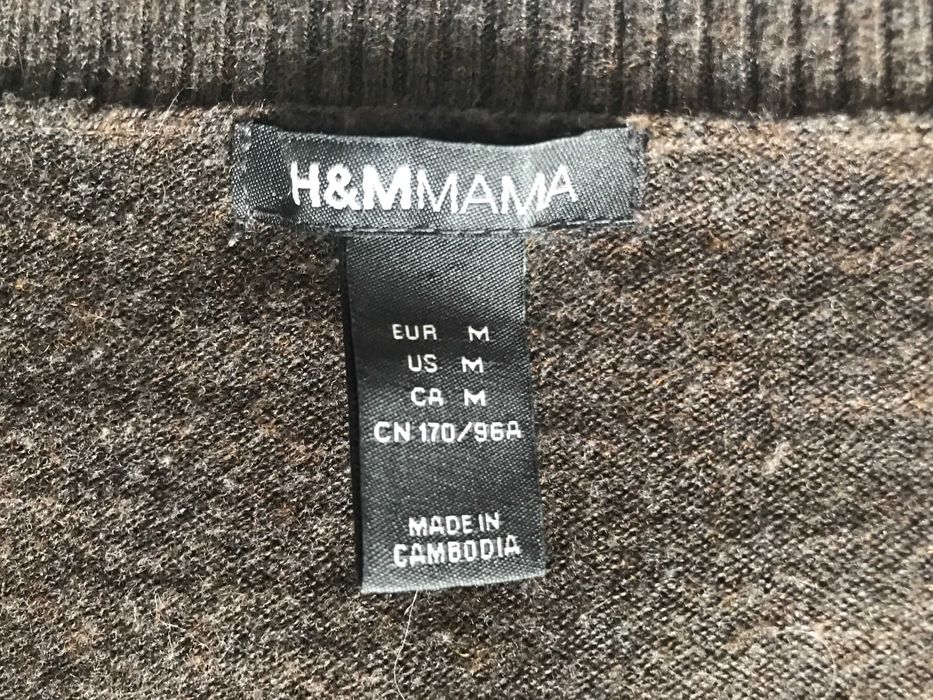 H&MMAMA
EUR M
US M
CA M
CN 170/96A
MADE IN
CAMBODIA